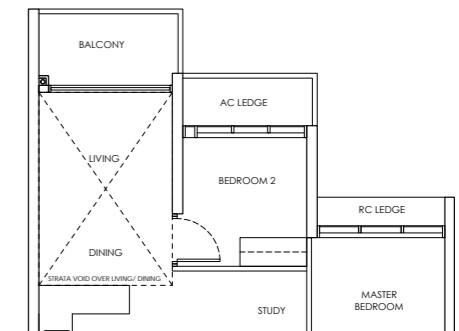 BALCONY
AC LEDGE
LIVING
BEDROOM 2
RC LEDGE
DINING
STRATA VOID OVER LIVING/ DINING
STUDY
MASTER
BEDROOM